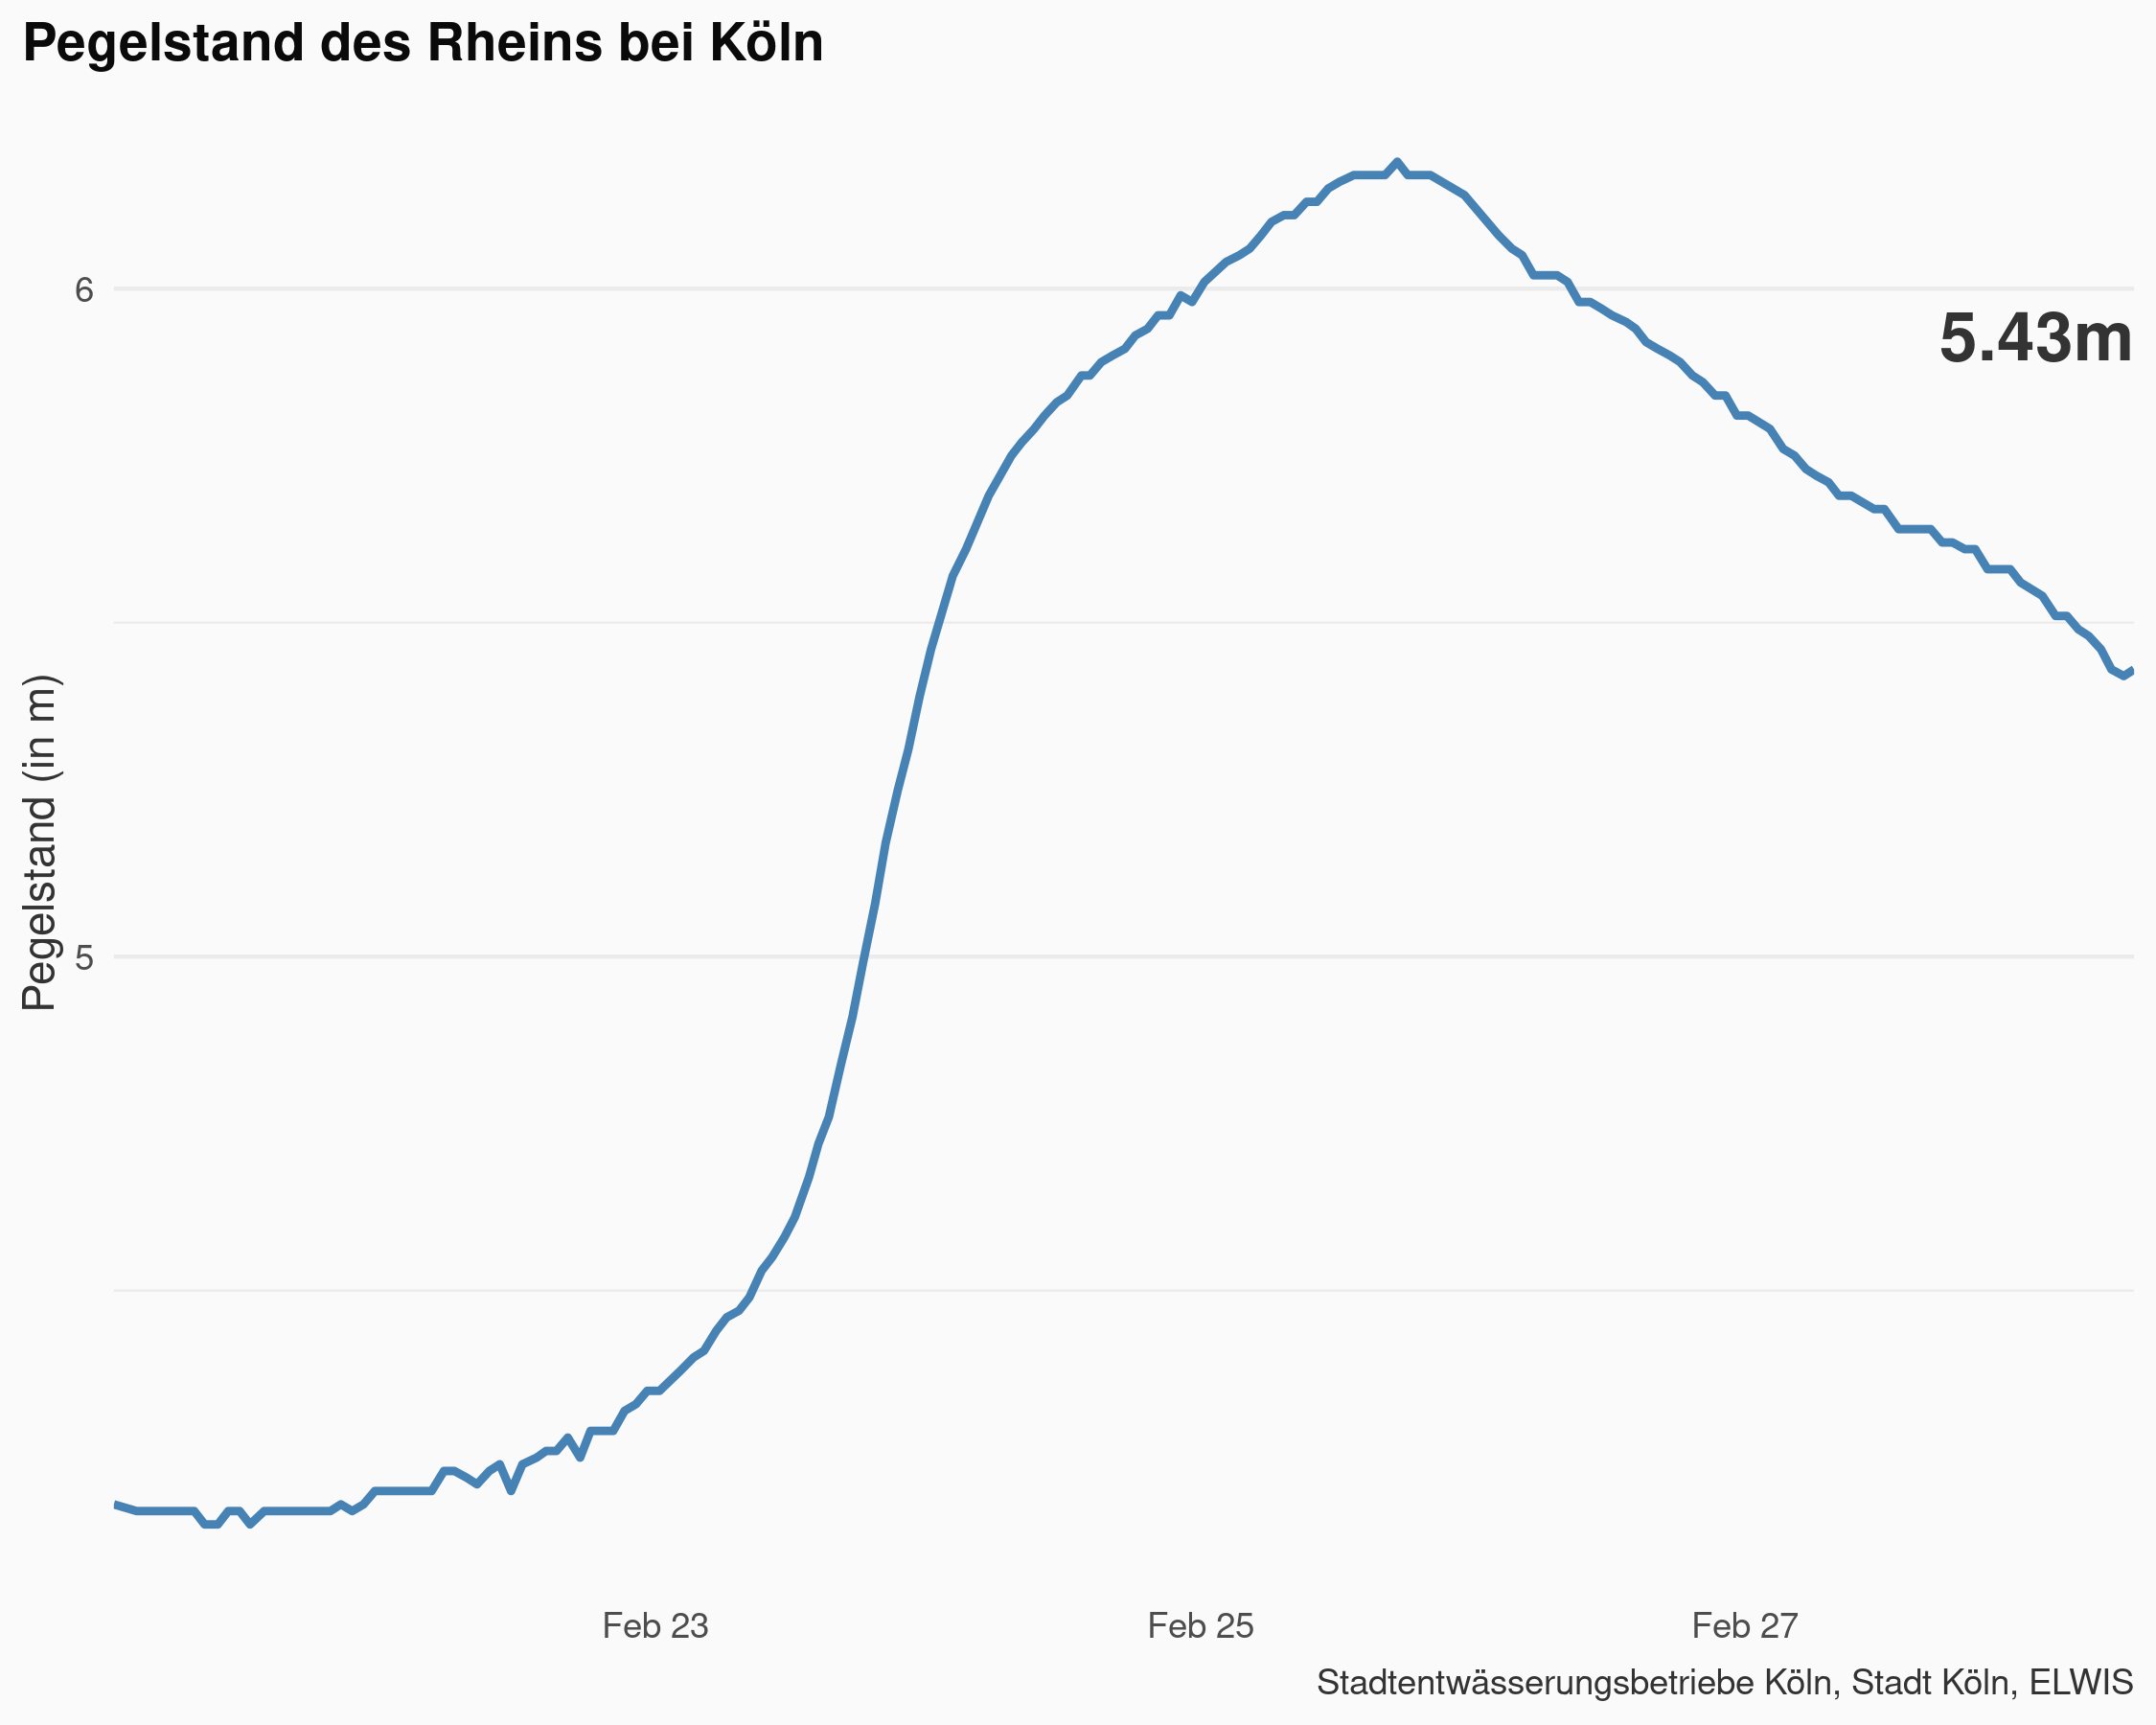 Pegelstand des Rheins bei Köln
6
5.43m
Pegelstand (in m)
5
Feb 23
Feb 25
Feb 27
Stadtentwässerungsbetriebe Köln, Stadt Köln, ELWIS